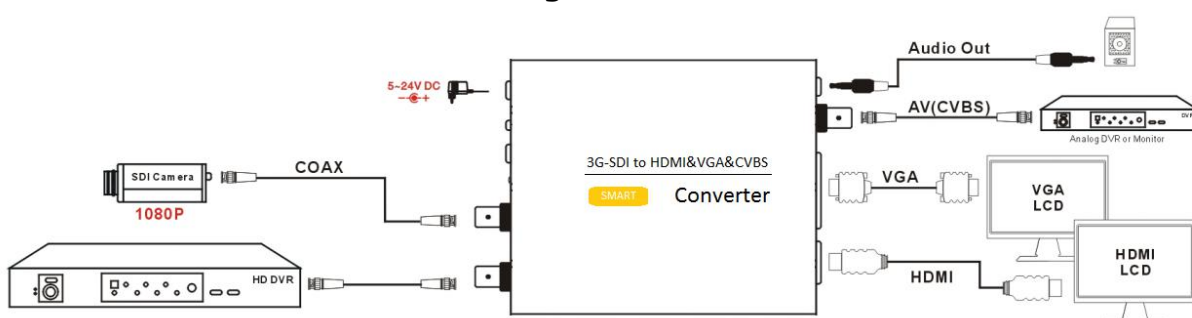 Audio Out
5~24V DC
AV(CVBS)
DVR
Analog DVR or Monitor
3G-SDI to HDMI&VGA&CVBS
COAX
SDI Camera
VGA
VGA
LCD
SMART
Converter
1080P
HDMI
LCD
HD DVR
HDMI